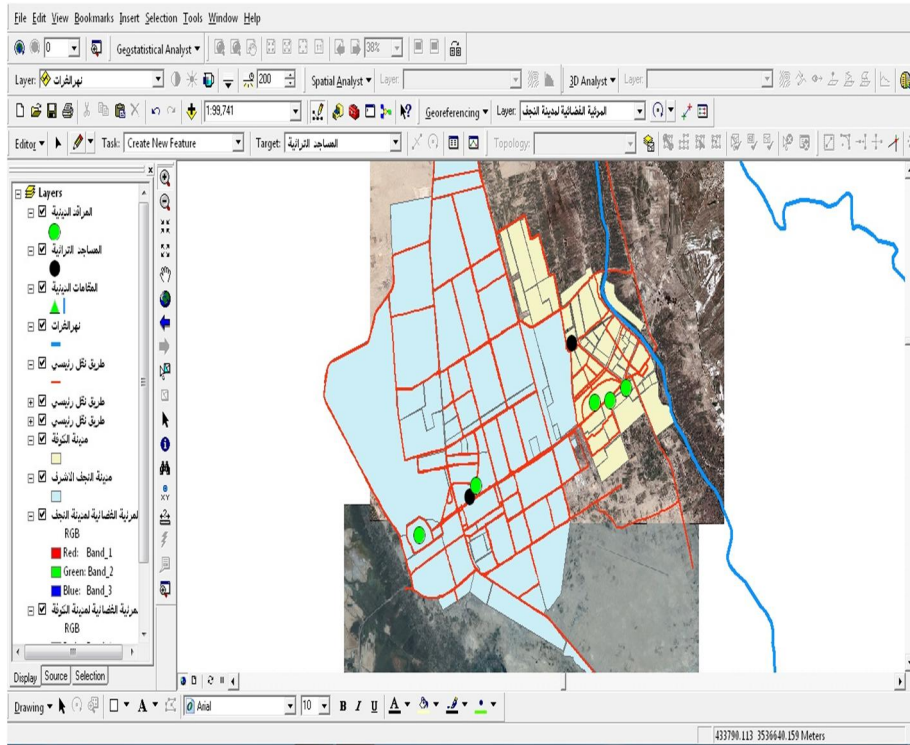 File Edit View Bookmarks Insert Selection Tools Window Help
0 Geostatistical Analyst 38%
Layer: نهرالفرات 200 Spatial Analyst Layer: 3D Analyst Layer:
1:99,741 Georeferencing Layer: المرئية الفضائية لمدينة النجف
Editor Task: Create New Feature Target: المساجد التراثية Topology:
Layers
المراقد الدينية
المساجد التراثية
المقامات الدينية
نهرالفرات
طريق نقل رئيسي
طريق نقل رئيسي
طريق نقل رئيسي
مدينة الكوفة
مدينة النجف الاشرف
لمرئية الفضائية لمدينة النجف
RGB
Red: Band_1
Green: Band_2
Blue: Band_3
لمرئية الفضائية لمدينة الكوفة
RGB
Display Source Selection
Drawing A Arial 10 B I U A
433790.113 3536640.159 Meters